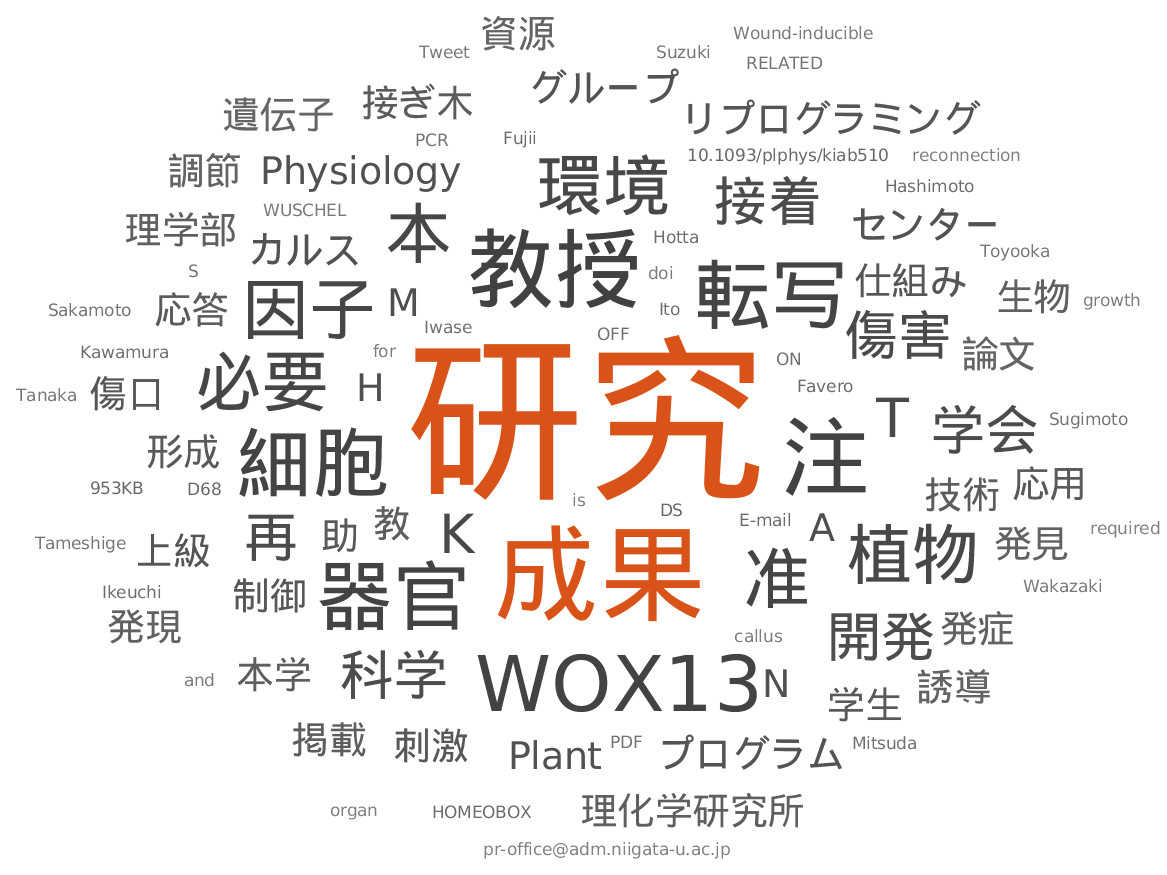 Wound-inducible
資源
Tweet
Suzuki
RELATED
グループ
接ぎ木
遺伝子
リプログラミング
PCR
Fujii
10.1093/plphys/kiab510
reconnection
調節
Physiology
環境
接着
Hashimoto
WUSCHEL
本
理学部
カルス
センター
教授
Hotta
Toyooka
S
doi
転写
仕組み
生物
growth
Sakamoto
応答
因子
M
Iwase
Ito
OFF
傷害
論文
Kawamura
for
ON
Tanaka
傷口
必要
H
研究
Favero
T
学会
Sugimoto
形成
細胞
注
技術
応用
953KB
D68
is
DS
E-mail
A
Tameshige
上級
再
助
教
K
成果
准
植物
発見
required
Ikeuchi
制御
器官
Wakazaki
発現
callus
開発
発症
and
本学
科学
WOX13
N
学生
誘導
掲載
刺激
Plant
PDF
プログラム
Mitsuda
organ
HOMEOBOX
理化学研究所
pr-office@adm.niigata-u.ac.jp